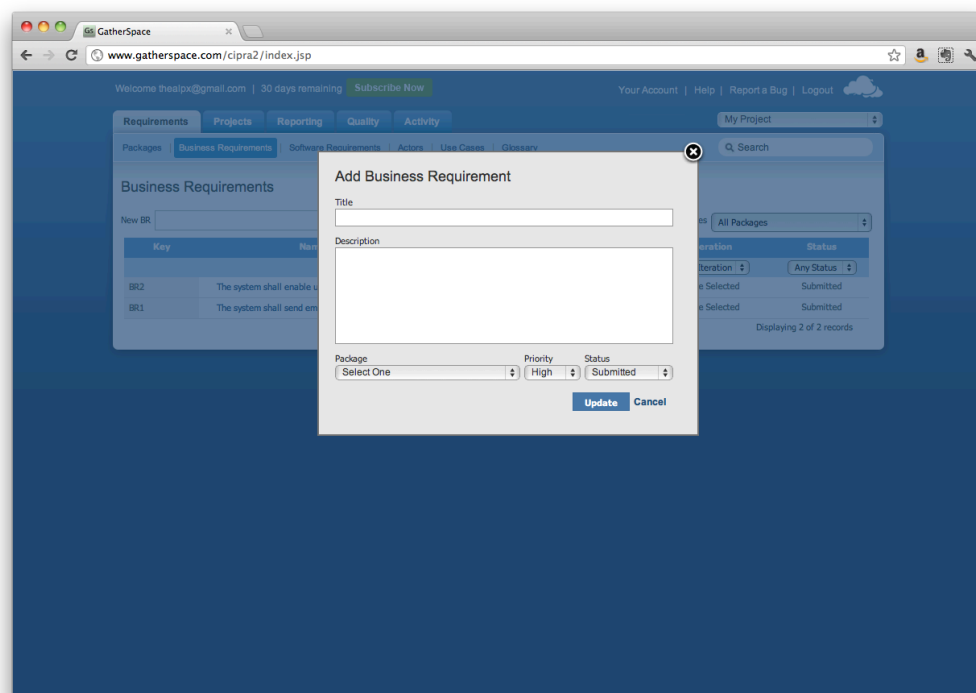 GatherSpace
www.gatherspace.com/cipra2/index.jsp
Welcome thealpx@gmail.com | 30 days remaining Subscribe Now
Your Account | Help | Report a Bug | Logout
Requirements Projects Reporting Quality Activity
My Project
Packages Business Requirements Software Requirements Actors Use Cases Glossary
Search
Business Requirements
New BR
All Packages
Key
Status
Any Status
BR2 The system shall enable
Selected Submitted
BR1 The system shall send
Selected Submitted
Displaying 2 of 2 records
Add Business Requirement
Title
Description
Package Priority Status
Select One High Submitted
Update Cancel